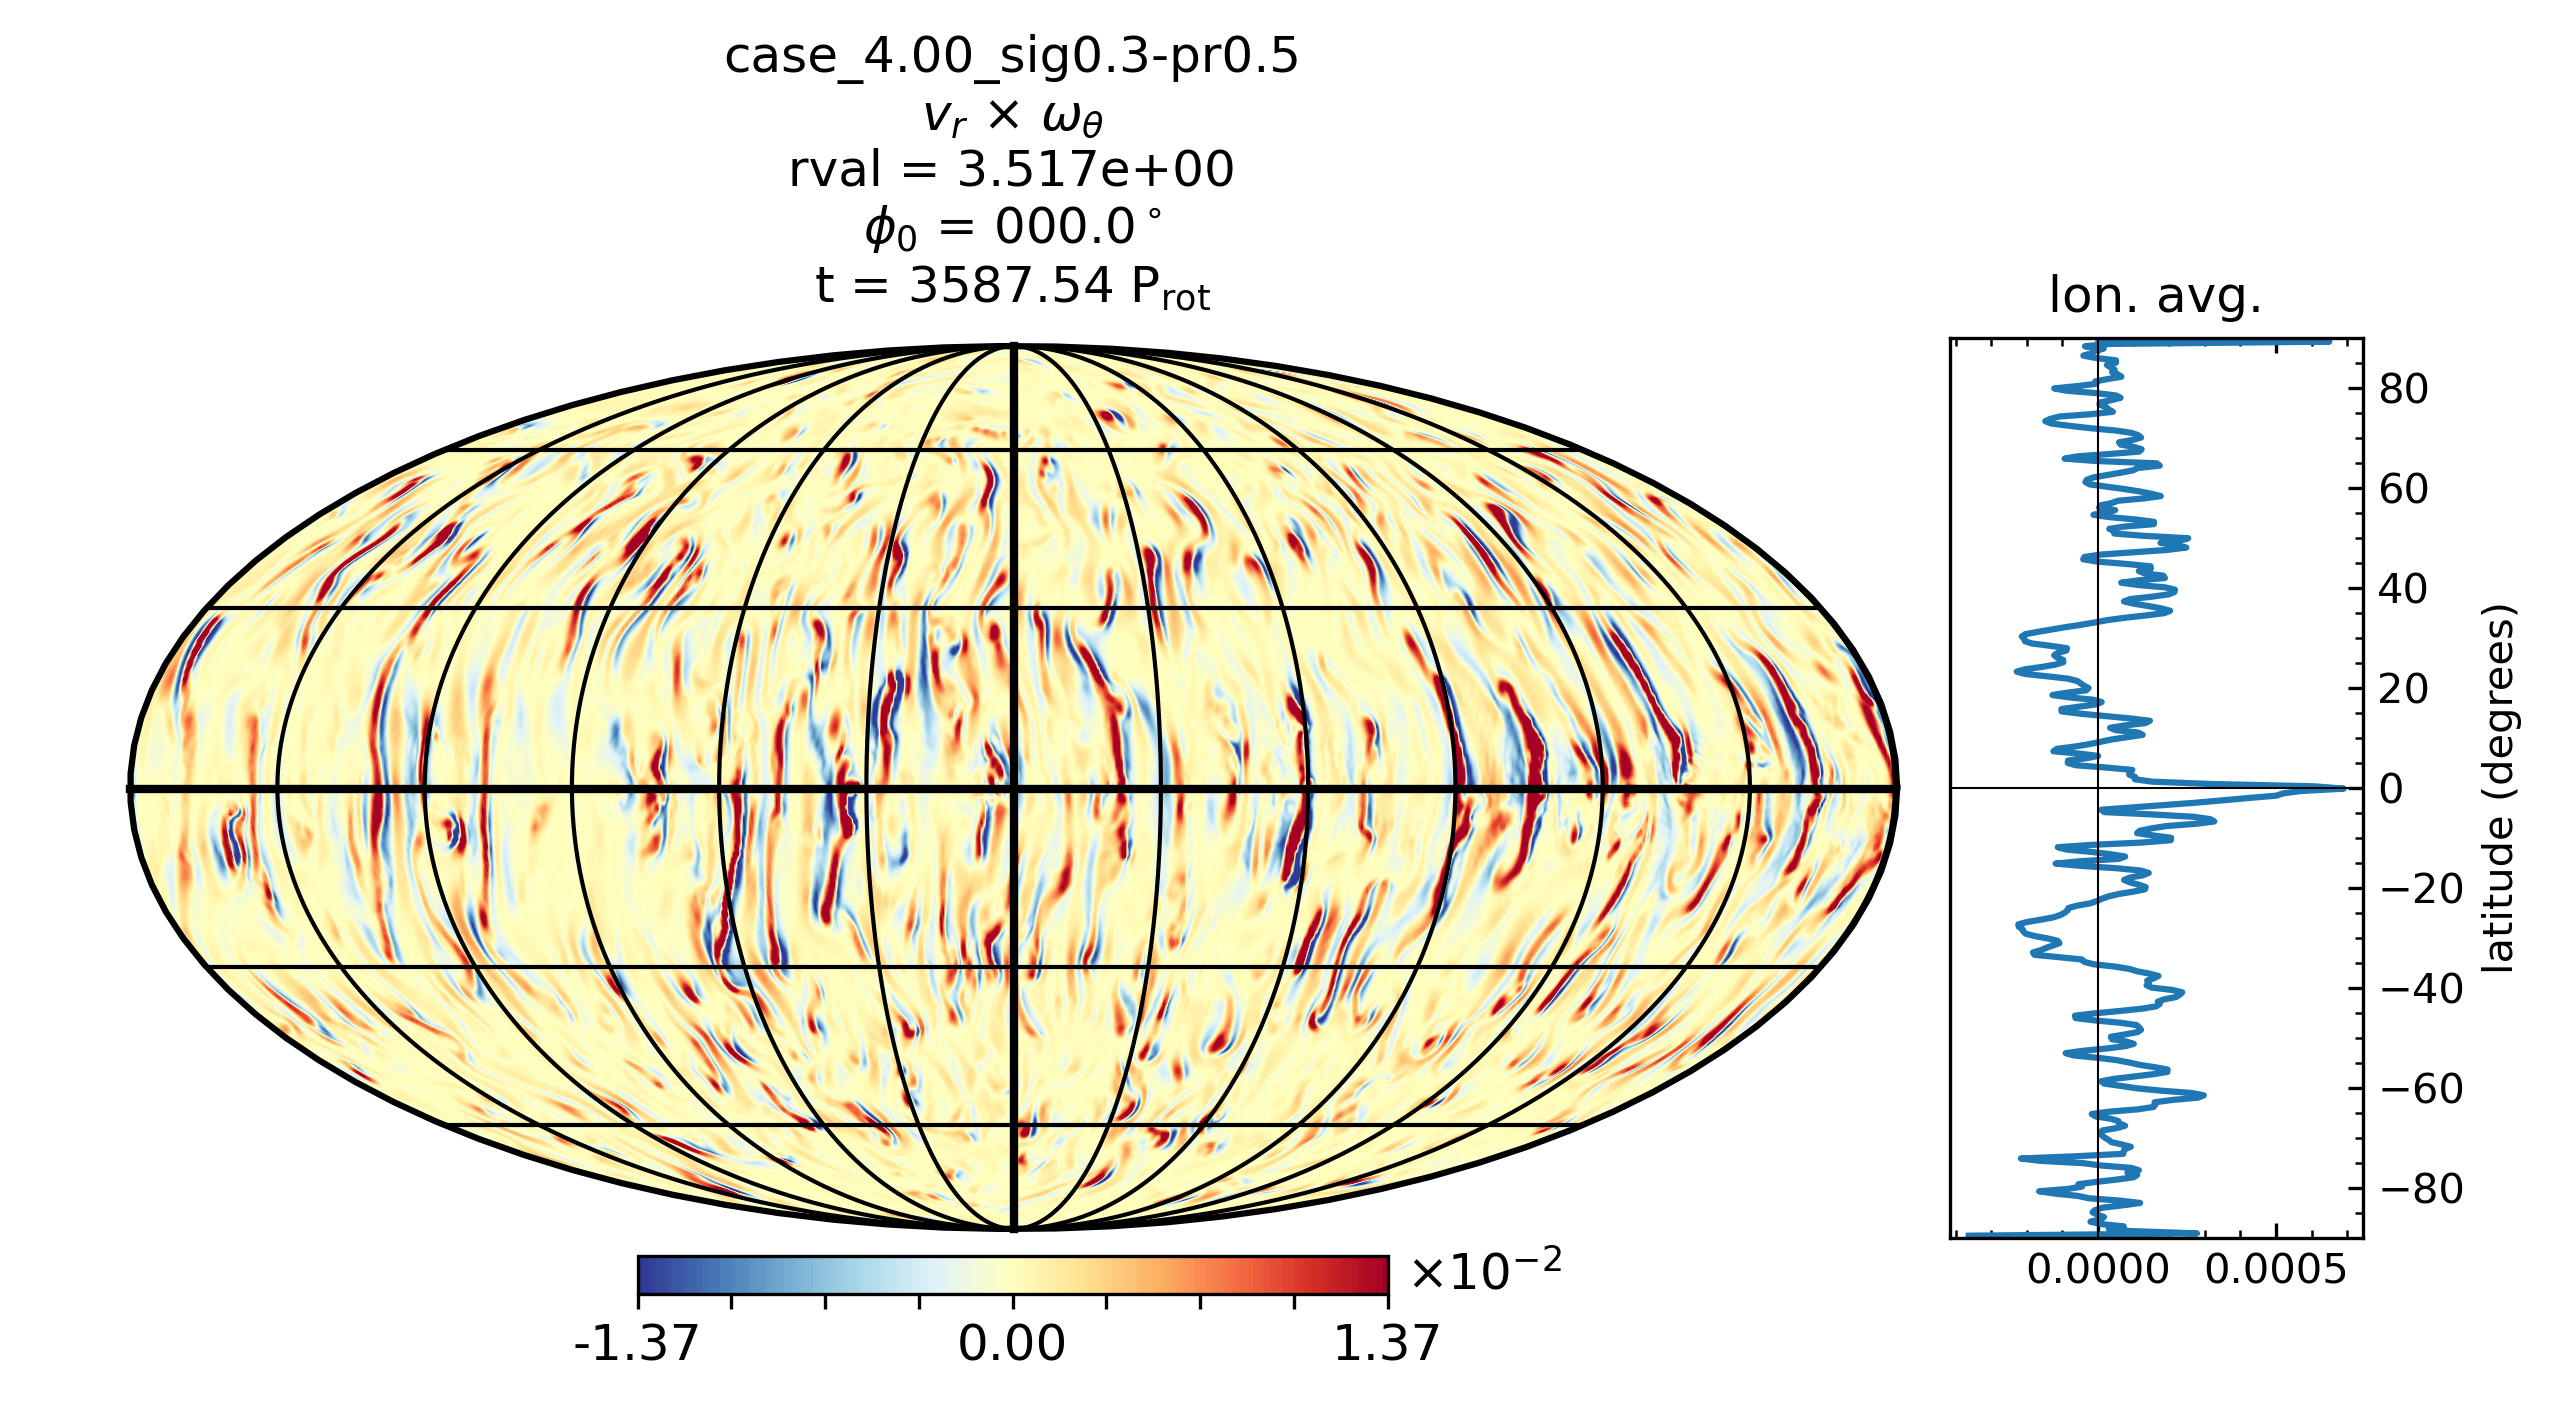 case_4.00_sig0.3-pr0.5
v_r × ω_θ
rval = 3.517e+00
ϕ_0 = 000.0°
t = 3587.54 P_rot
lon. avg.
80
60
40
20
0
−20
−40
−60
−80
latitude (degrees)
0.0000 0.0005
×10^−2
-1.37 0.00 1.37